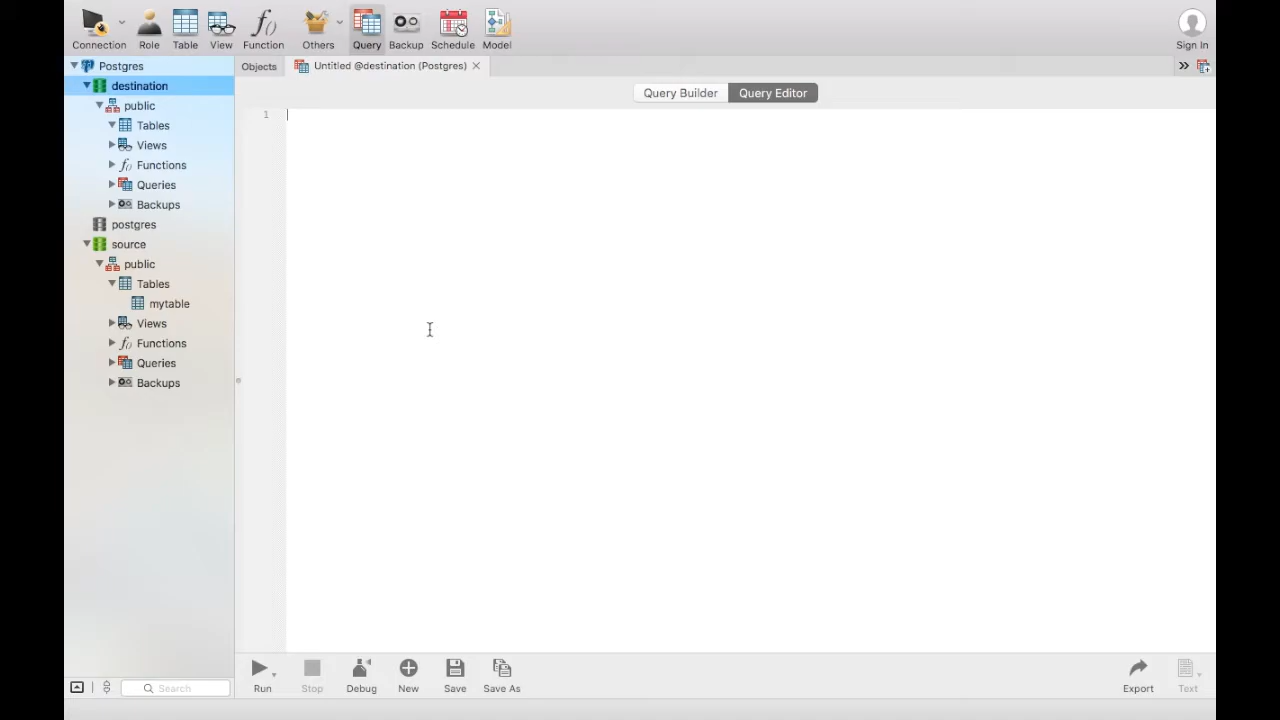 Connection Role Table View Function Others Query Backup Schedule Model Sign In
Postgres
Objects Untitled @destination (Postgres)
destination
Query Builder Query Editor
public
1
Tables
Views
Functions
Queries
Backups
postgres
source
public
Tables
mytable
Views
Functions
Queries
Backups
Run Stop Debug New Save Save As Export Text
Search